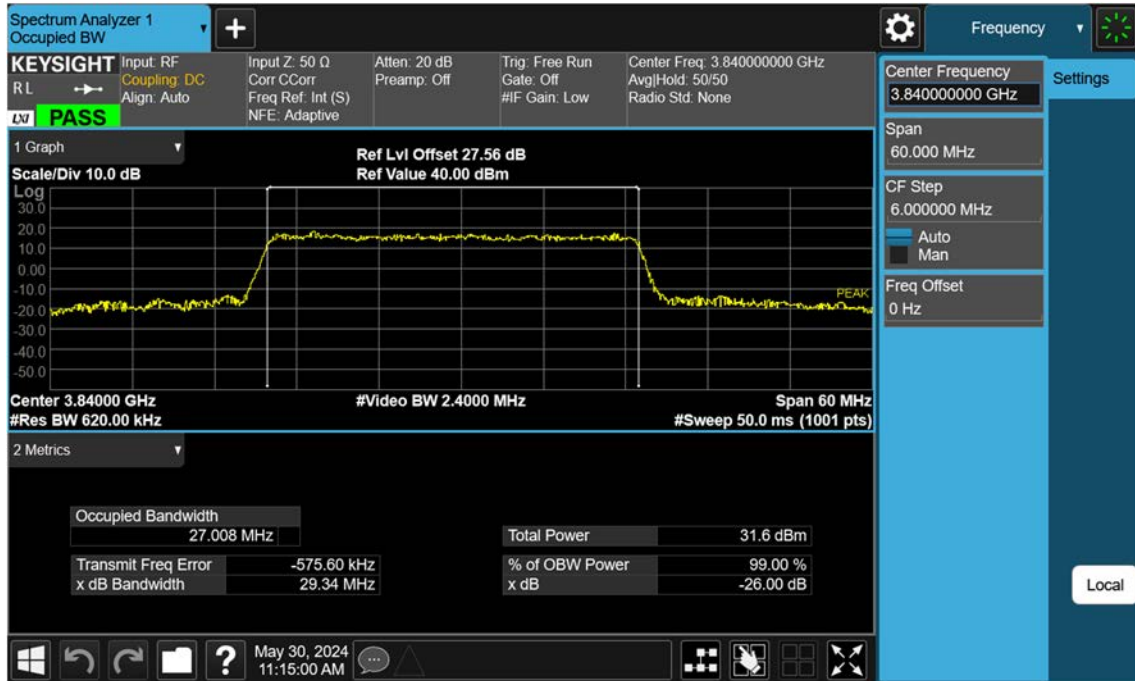 Spectrum Analyzer 1
Occupied BW
+
Frequency
KEYSIGHT
R L
LXI
PASS
Input: RF
Coupling: DC
Align: Auto
Input Z: 50 Ω
Corr CCorr
Freq Ref: Int (S)
NFE: Adaptive
Atten: 20 dB
Preamp: Off
Trig: Free Run
Gate: Off
#IF Gain: Low
Center Freq: 3.840000000 GHz
Avg|Hold: 50/50
Radio Std: None
Center Frequency
3.840000000 GHz
Settings
Span
60.000 MHz
CF Step
6.000000 MHz
Auto
Man
Freq Offset
0 Hz
Local
1 Graph
Scale/Div 10.0 dB
Ref Lvl Offset 27.56 dB
Ref Value 40.00 dBm
Log
30.0
20.0
10.0
0.00
-10.0
-20.0
-30.0
-40.0
-50.0
PEAK
Center 3.84000 GHz
#Video BW 2.4000 MHz
Span 60 MHz
#Res BW 620.00 kHz
#Sweep 50.0 ms (1001 pts)
2 Metrics
Occupied Bandwidth
27.008 MHz
Total Power 31.6 dBm
Transmit Freq Error -575.60 kHz
% of OBW Power 99.00 %
x dB Bandwidth 29.34 MHz
x dB -26.00 dB
?
May 30, 2024
11:15:00 AM